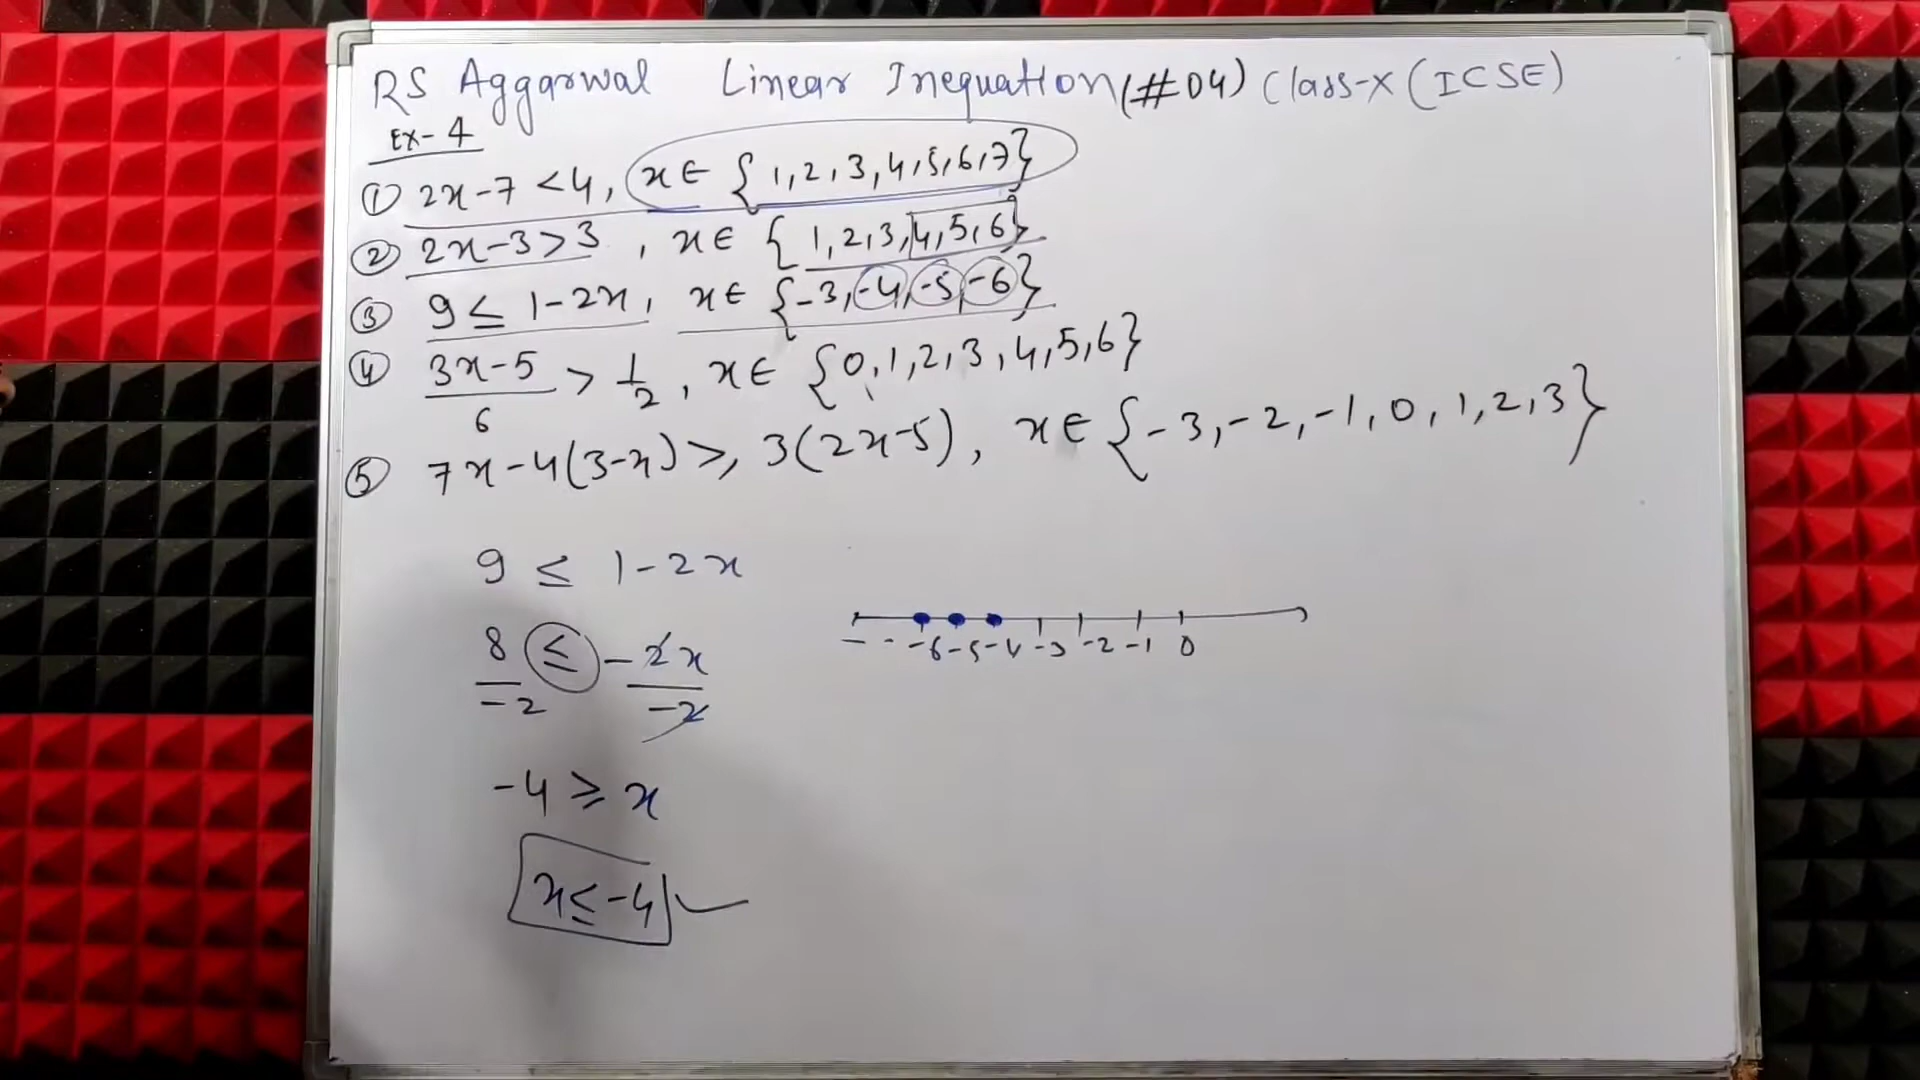 RS Aggarwal Linear Inequation (#04) Class-X (ICSE)
Ex-4
① 2x-7 < 4, x ∈ {1,2,3,4,5,6,7}
② 2x-3 > 3, x ∈ {1,2,3,4,5,6}
③ 9 ≤ 1-2x, x ∈ {-3,-4,-5,-6}
④ 3x-5/6 > 1/2, x ∈ {0,1,2,3,4,5,6}
⑤ 7x-4(3-x) ≥ 3(2x-5), x ∈ {-3,-2,-1,0,1,2,3}
9 ≤ 1-2x
8/-2 ≤ -2x/-2
-4 ≥ x
x ≤ -4
- - -6 -5 -4 -3 -2 -1 0